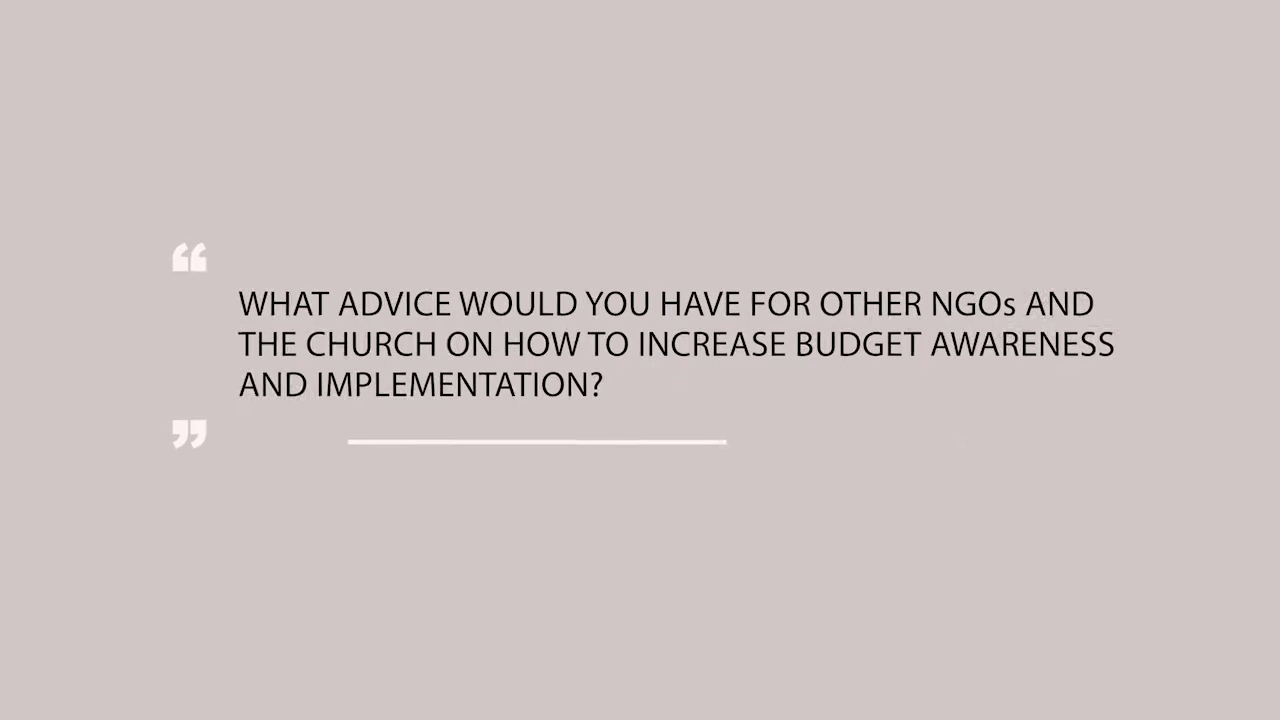 “
WHAT ADVICE WOULD YOU HAVE FOR OTHER NGOs AND
THE CHURCH ON HOW TO INCREASE BUDGET AWARENESS
AND IMPLEMENTATION?
”